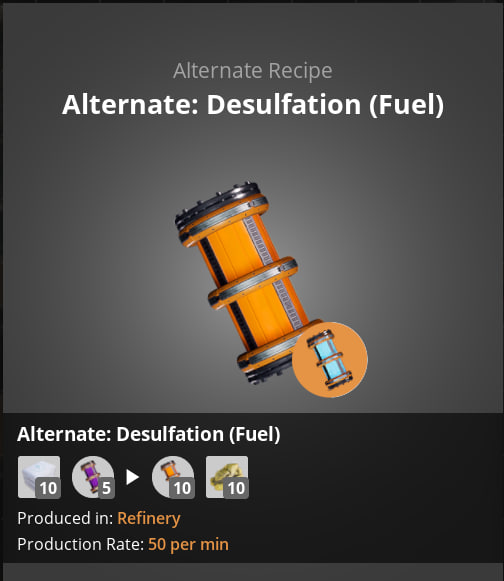 Alternate Recipe
Alternate: Desulfation (Fuel)
Alternate: Desulfation (Fuel)
10 5 10 10
Produced in: Refinery
Production Rate: 50 per min